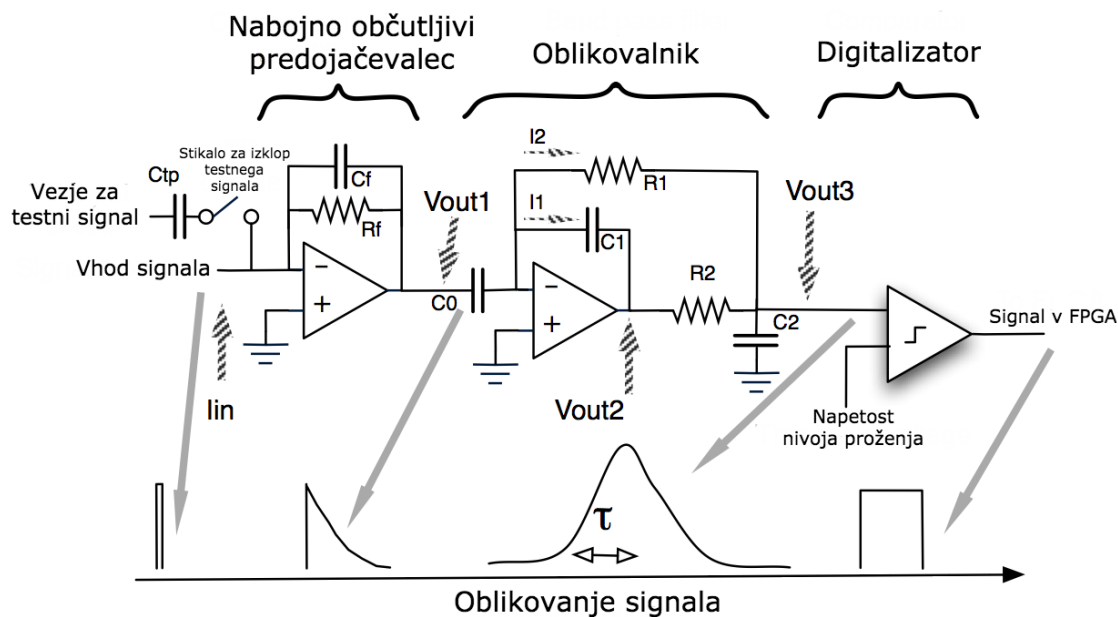 Nabojno občutljivi
predojačevalec
Oblikovalnik
Digitalizator
Stikalo za izklop
testnega
signala
Ctp
Vezje za
testni signal
Vhod signala
Cf
Rf
Vout1
I2
R1
I1
C1
Vout3
R2
C0
C2
Signal v FPGA
Iin
Vout2
Napetost
nivoja proženja
τ
Oblikovanje signala